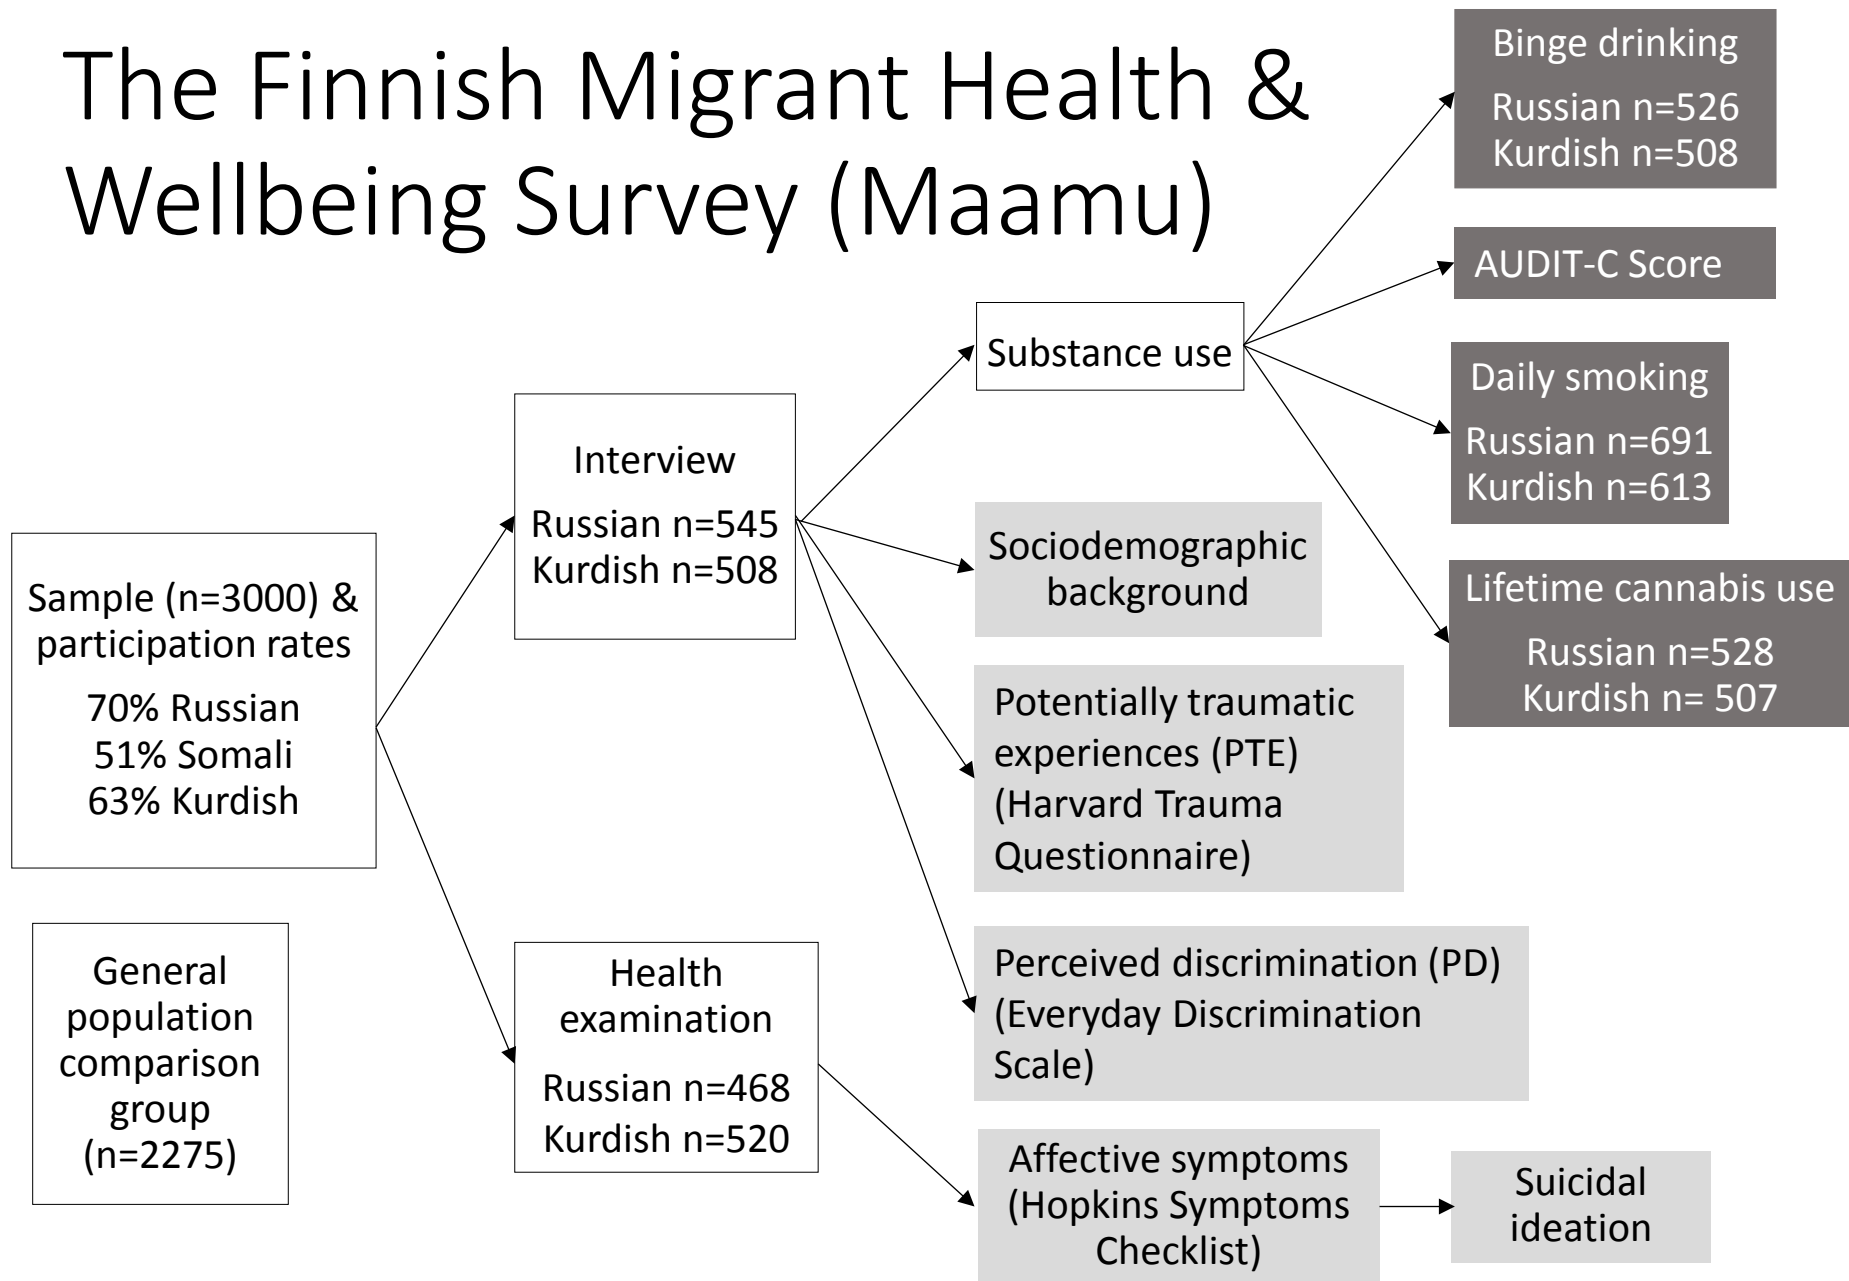 The Finnish Migrant Health &
Wellbeing Survey (Maamu)
Sample (n=3000) &
participation rates
70% Russian
51% Somali
63% Kurdish
General
population
comparison
group
(n=2275)
Interview
Russian n=545
Kurdish n=508
Health
examination
Russian n=468
Kurdish n=520
Substance use
Sociodemographic
background
Potentially traumatic
experiences (PTE)
(Harvard Trauma
Questionnaire)
Perceived discrimination (PD)
(Everyday Discrimination
Scale)
Affective symptoms
(Hopkins Symptoms
Checklist)
Binge drinking
Russian n=526
Kurdish n=508
AUDIT-C Score
Daily smoking
Russian n=691
Kurdish n=613
Lifetime cannabis use
Russian n=528
Kurdish n= 507
Suicidal
ideation